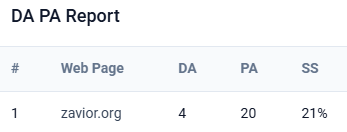 DA PA Report
# Web Page DA PA SS
1 zavior.org 4 20 21%